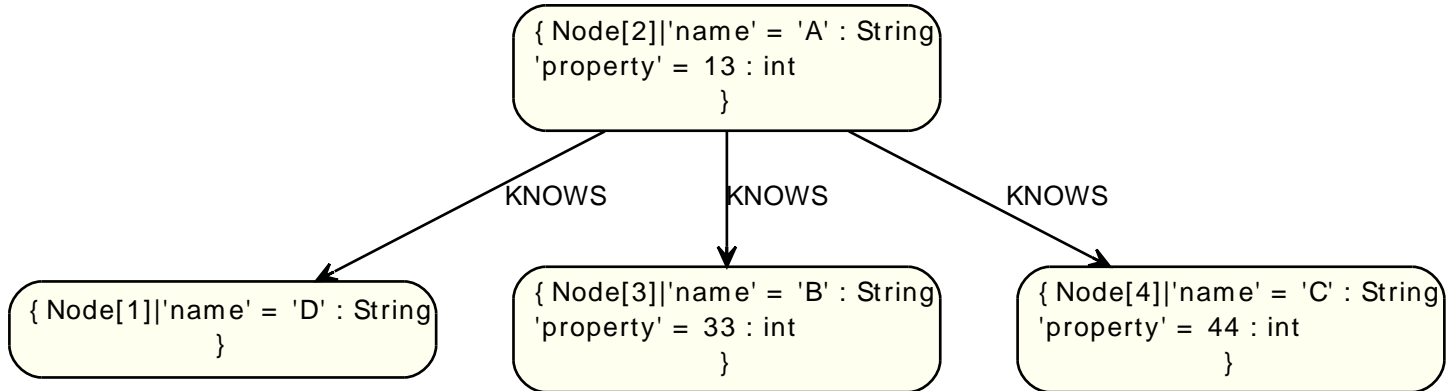 { Node[2]|'name' = 'A' : String
'property' = 13 : int
}
KNOWS
KNOWS
KNOWS
{ Node[1]|'name' = 'D' : String
}
{ Node[3]|'name' = 'B' : String
'property' = 33 : int
}
{ Node[4]|'name' = 'C' : String
'property' = 44 : int
}